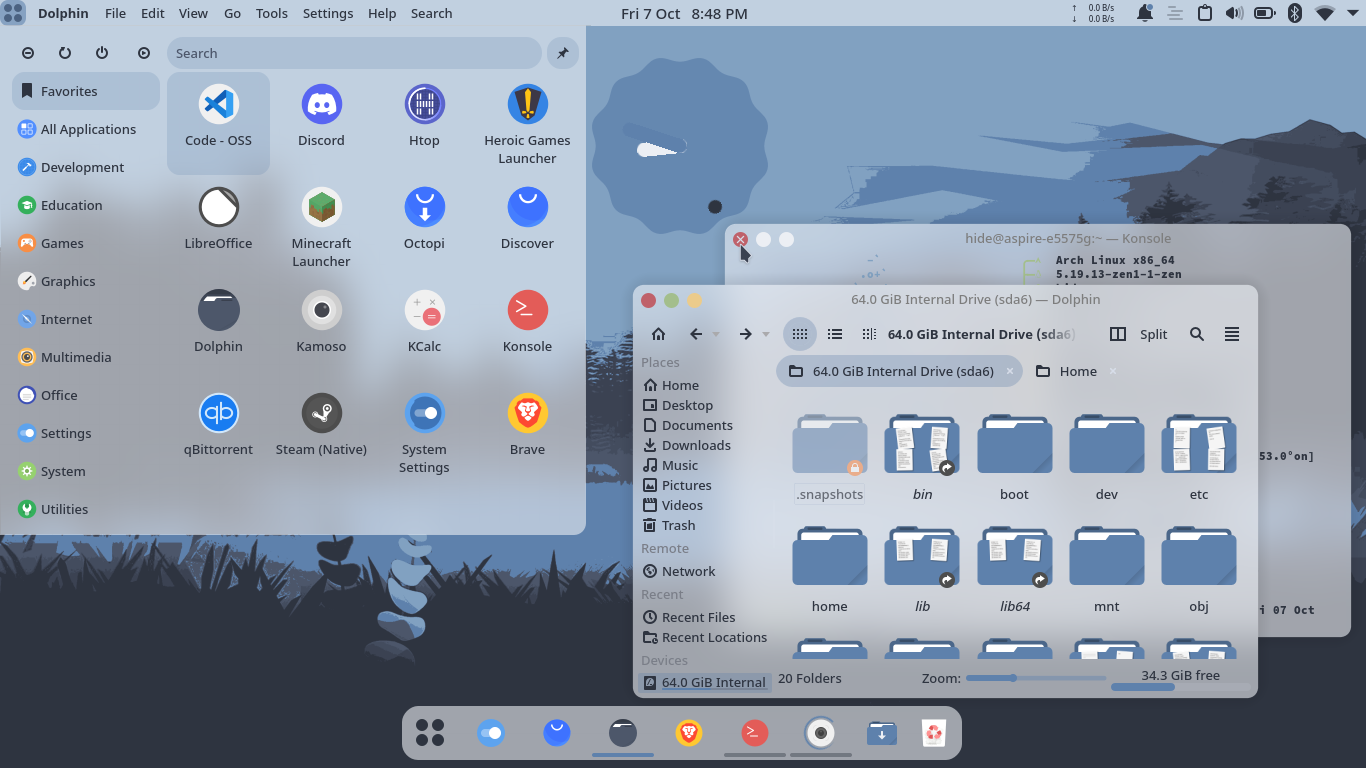 Dolphin File Edit View Go Tools Settings Help Search
Fri 7 Oct 8:48 PM
↑ 0.0 B/s
↓ 0.0 B/s
Search
Favorites
All Applications
Development
Education
Games
Graphics
Internet
Multimedia
Office
Settings
System
Utilities
Code - OSS
Discord
Htop
Heroic Games
Launcher
LibreOffice
Minecraft
Launcher
Octopi
Discover
Dolphin
Kamoso
KCalc
Konsole
qBittorrent
Steam (Native)
System
Settings
Brave
hide@aspire-e5575g:~ — Konsole
Arch Linux x86_64
5.19.13-zen1-1-zen
53.0°on]
i 07 Oct
64.0 GiB Internal Drive (sda6) — Dolphin
64.0 GiB Internal Drive (sda6)
Split
64.0 GiB Internal Drive (sda6)
Home
Places
Home
Desktop
Documents
Downloads
Music
Pictures
Videos
Trash
Remote
Network
Recent
Recent Files
Recent Locations
Devices
64.0 GiB Internal
.snapshots
bin
boot
dev
etc
home
lib
lib64
mnt
obj
20 Folders
Zoom:
34.3 GiB free